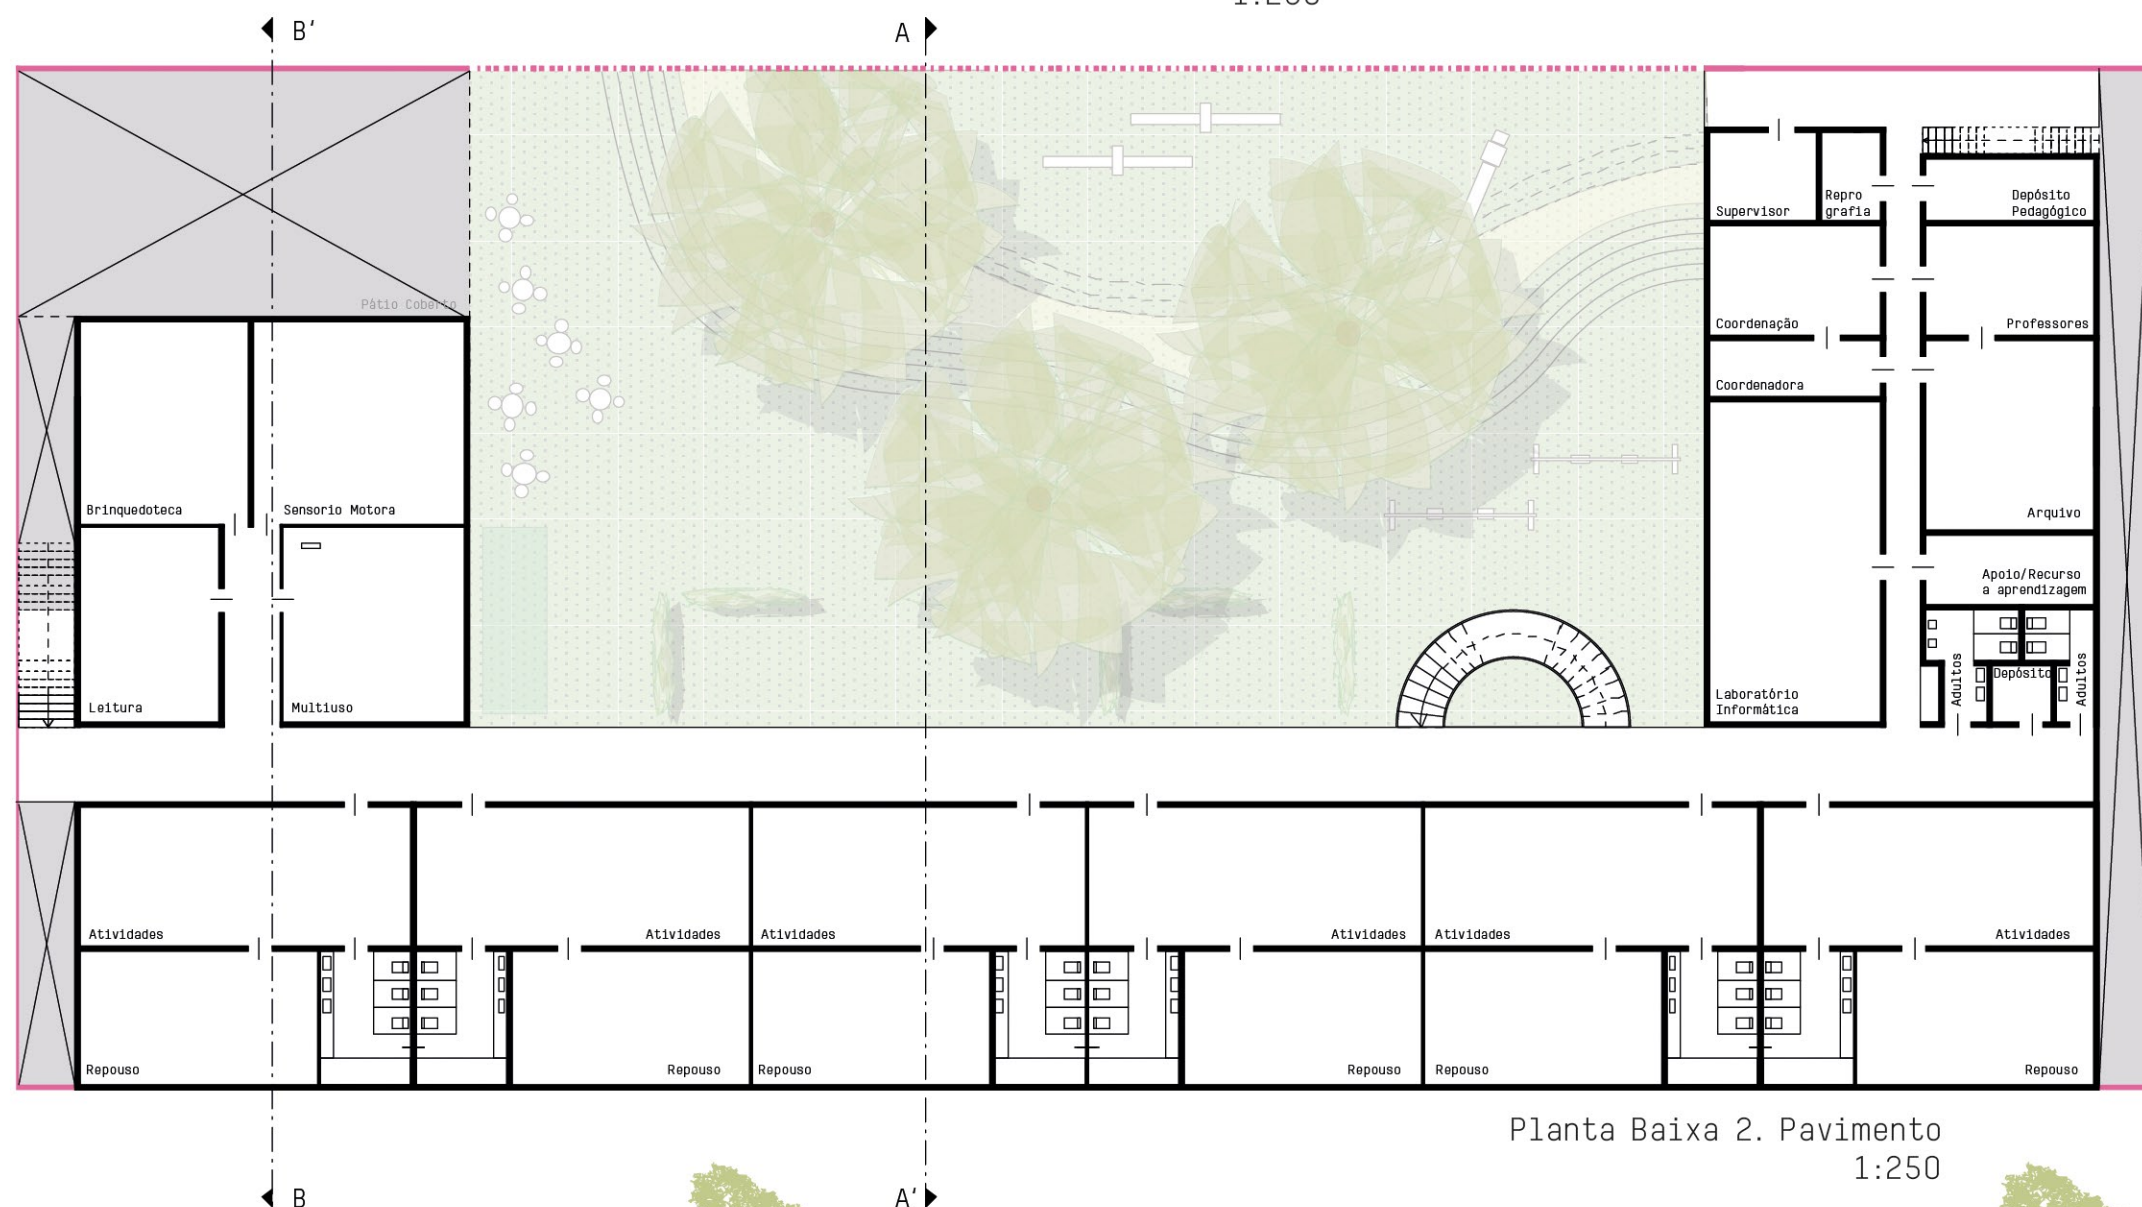 B'
A
Supervisor
Repro
grafia
Depósito
Pedagógico
Pátio Coberto
Coordenação
Professores
Coordenadora
Brinquedoteca
Sensorio Motora
Arquivo
Apoio/Recurso
a aprendizagem
Adultos
Depósito
Adultos
Leitura
Multiuso
Laboratório
Informática
Atividades
Atividades
Atividades
Atividades
Atividades
Atividades
Repouso
Repouso
Repouso
Repouso
Repouso
Repouso
Planta Baixa 2. Pavimento
1:250
B
A'